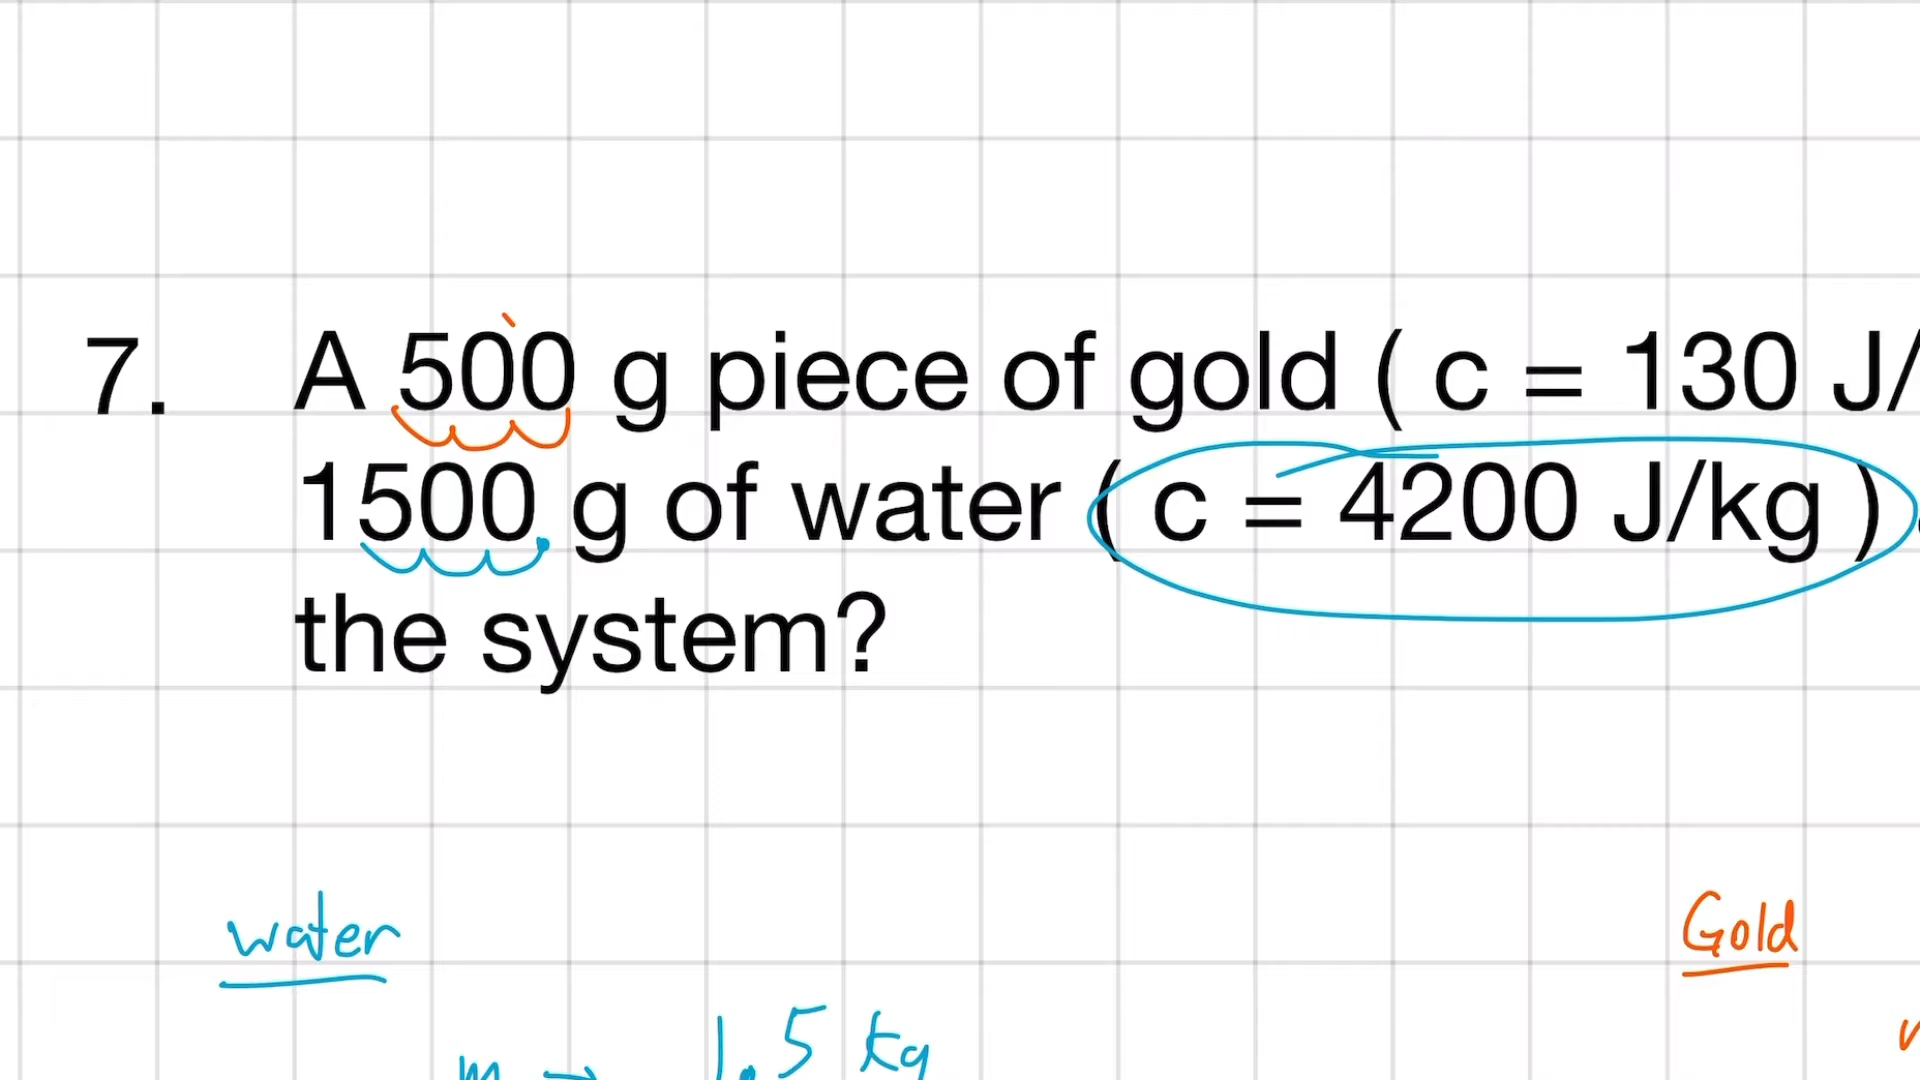 7. A 500 g piece of gold ( c = 130 J/
1500 g of water ( c = 4200 J/kg )
the system?
water
Gold
m → 1.5 kg